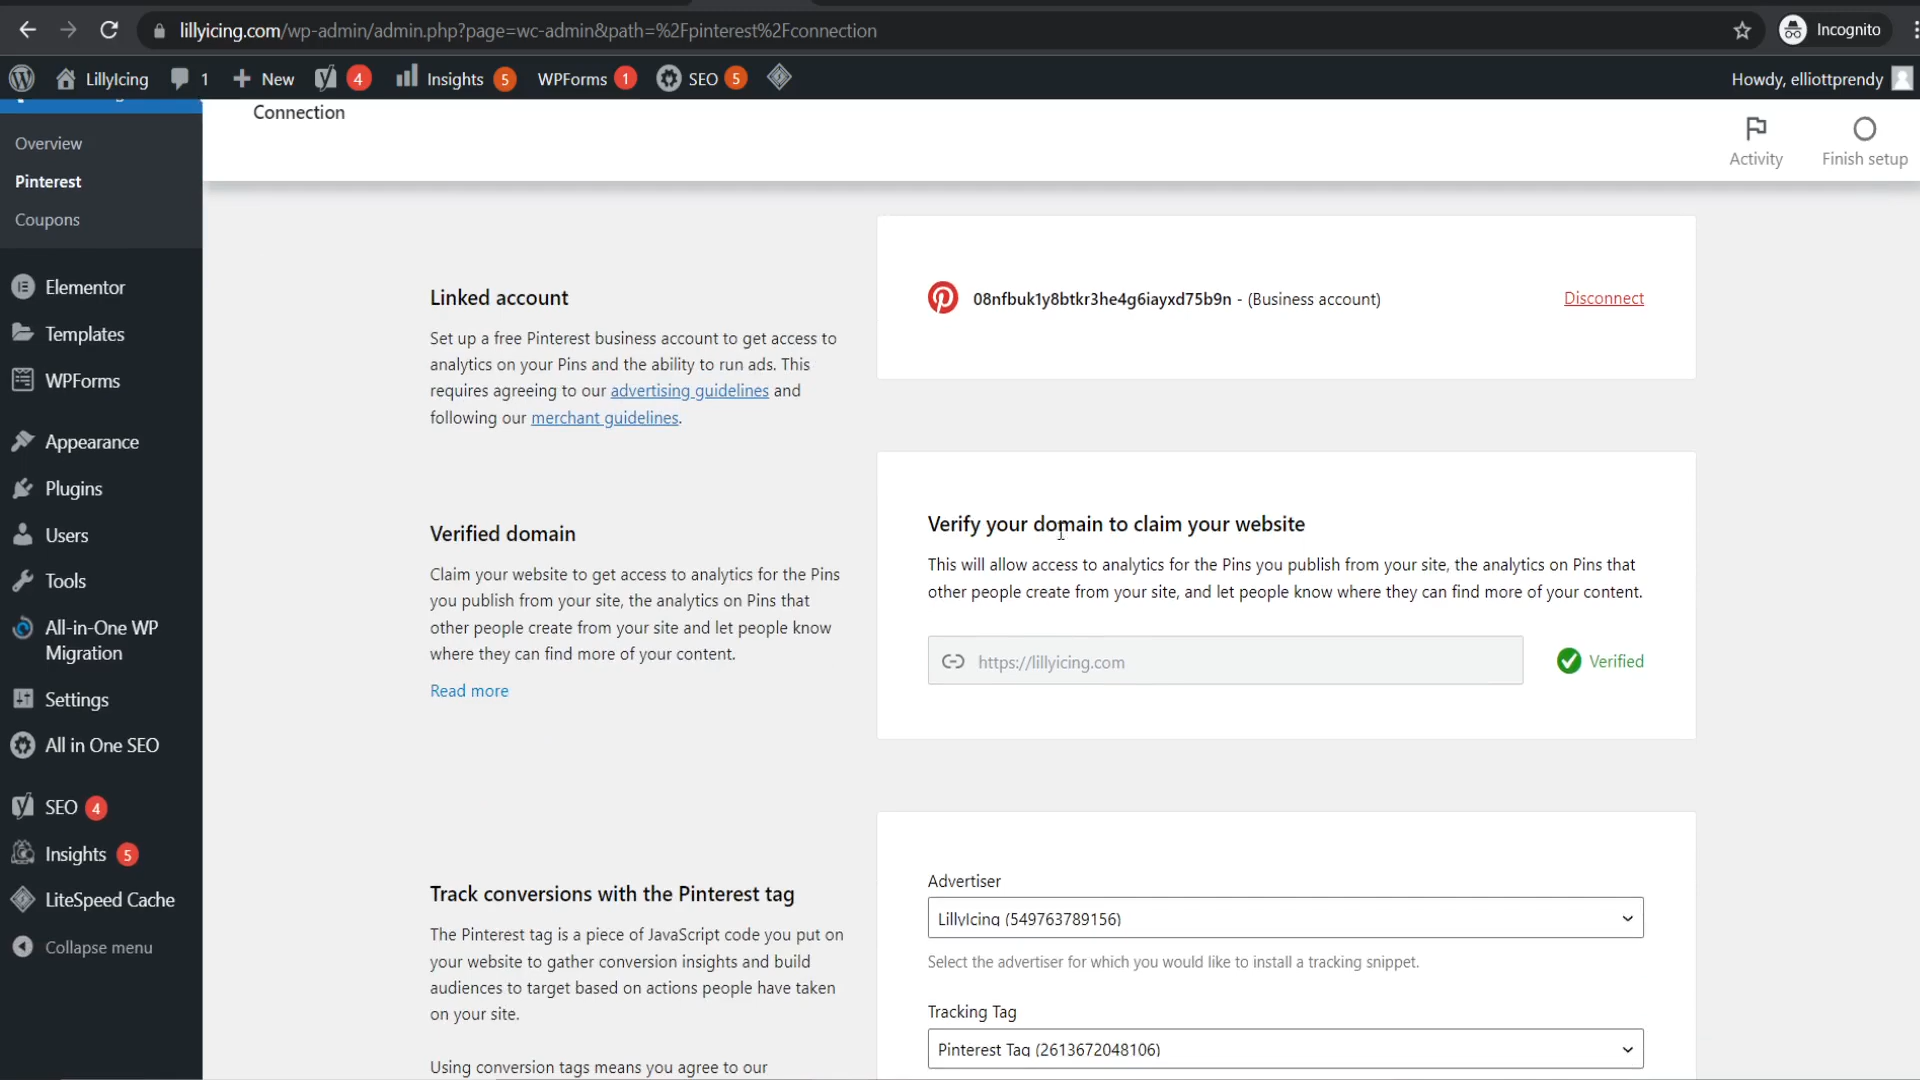 lillyicing.com/wp-admin/admin.php?page=wc-admin&path=%2Fpinterest%2Fconnection
Incognito
LillyIcing
1
New
4
Insights
5
WPForms
1
SEO
5
Howdy, elliottprendy
Connection
Activity
Finish setup
Overview
Pinterest
Coupons
Elementor
Templates
WPForms
Appearance
Plugins
Users
Tools
All-in-One WP
Migration
Settings
All in One SEO
SEO 4
Insights 5
LiteSpeed Cache
Collapse menu
Linked account
Set up a free Pinterest business account to get access to
analytics on your Pins and the ability to run ads. This
requires agreeing to our advertising guidelines and
following our merchant guidelines.
08nfbuk1y8btkr3he4g6iayxd75b9n - (Business account)
Disconnect
Verified domain
Claim your website to get access to analytics for the Pins
you publish from your site, the analytics on Pins that
other people create from your site and let people know
where they can find more of your content.
Read more
Verify your domain to claim your website
This will allow access to analytics for the Pins you publish from your site, the analytics on Pins that
other people create from your site, and let people know where they can find more of your content.
https://lillyicing.com
Verified
Track conversions with the Pinterest tag
The Pinterest tag is a piece of JavaScript code you put on
your website to gather conversion insights and build
audiences to target based on actions people have taken
on your site.
Using conversion tags means you agree to our
Advertiser
LillyIcing (549763789156)
Select the advertiser for which you would like to install a tracking snippet.
Tracking Tag
Pinterest Tag (2613672048106)